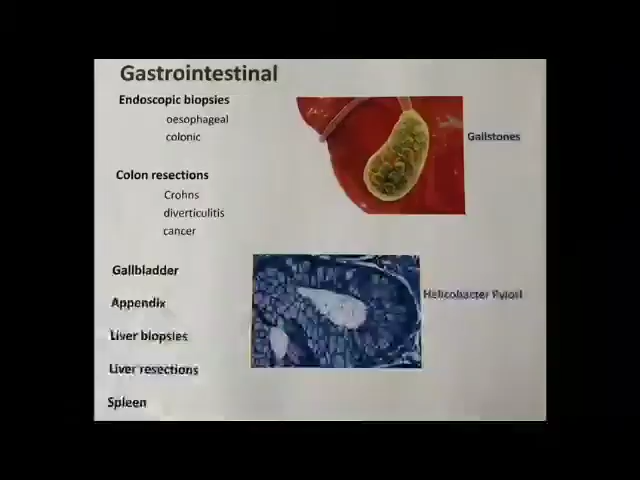 Gastrointestinal
Endoscopic biopsies
oesophageal
colonic
Gallstones
Colon resections
Crohns
diverticulitis
cancer
Gallbladder
Helicobacter Pylori
Appendix
Liver biopsies
Liver resections
Spleen